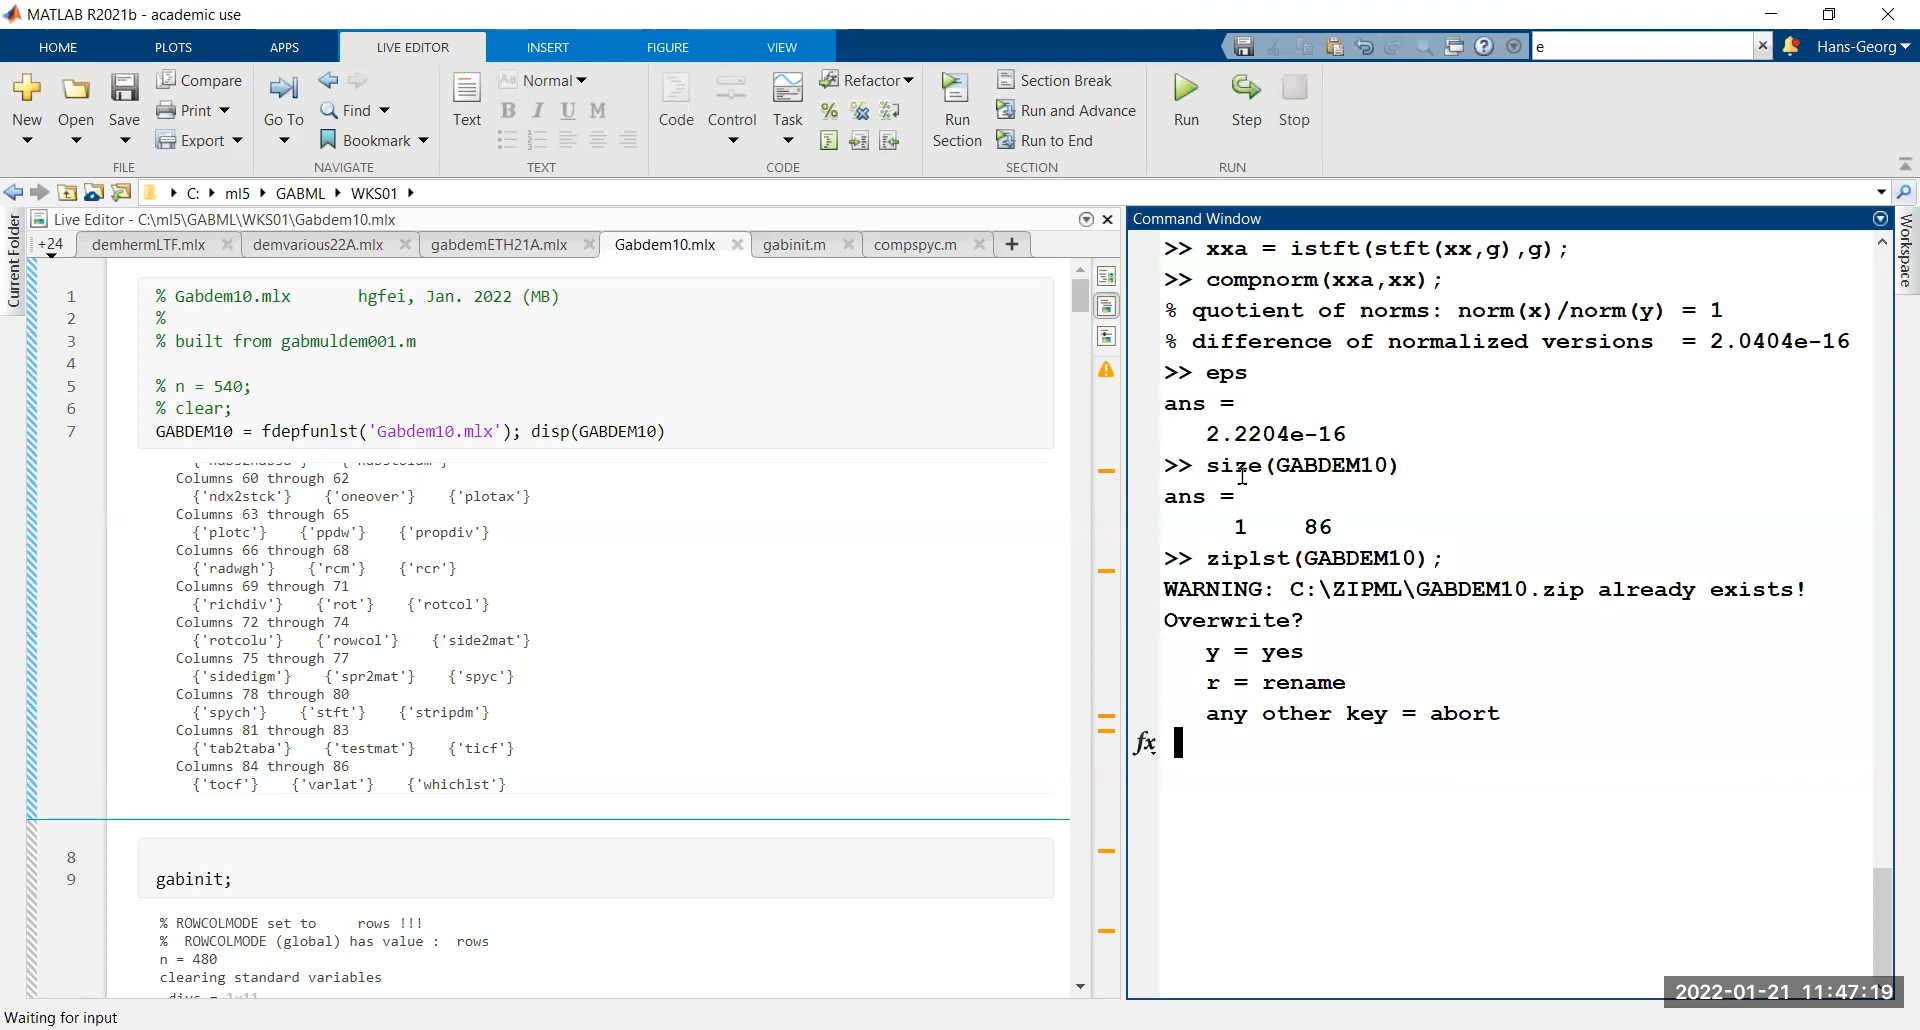 MATLAB R2021b - academic use
HOME PLOTS APPS LIVE EDITOR INSERT FIGURE VIEW e Hans-Georg
New Open Save Compare Print Export
FILE
Go To Find Bookmark
NAVIGATE
Text Aa Normal B I U M
TEXT
Code Control Task Refactor
CODE
Run Section Section Break Run and Advance Run to End
SECTION
Run Step Stop
RUN
C: ml5 GABML WKS01
Current Folder
Live Editor - C:\ml5\GABML\WKS01\Gabdem10.mlx
+24 demhermLTF.mlx demvarious22A.mlx gabdemETH21A.mlx Gabdem10.mlx gabinit.m compspyc.m +
1 % Gabdem10.mlx hgfei, Jan. 2022 (MB)
2 %
3 % built from gabmuldem001.m
4
5 % n = 540;
6 % clear;
7 GABDEM10 = fdepfunlst('Gabdem10.mlx'); disp(GABDEM10)
Columns 60 through 62
{'ndx2stck'} {'oneover'} {'plotax'}
Columns 63 through 65
{'plotc'} {'ppdw'} {'propdiv'}
Columns 66 through 68
{'radwgh'} {'rcm'} {'rcr'}
Columns 69 through 71
{'richdiv'} {'rot'} {'rotcol'}
Columns 72 through 74
{'rotcolu'} {'rowcol'} {'side2mat'}
Columns 75 through 77
{'sidedigm'} {'spr2mat'} {'spyc'}
Columns 78 through 80
{'spych'} {'stft'} {'stripdm'}
Columns 81 through 83
{'tab2taba'} {'testmat'} {'ticf'}
Columns 84 through 86
{'tocf'} {'varlat'} {'whichlst'}
8
9 gabinit;
% ROWCOLMODE set to rows !!!
% ROWCOLMODE (global) has value : rows
n = 480
clearing standard variables
Command Window
>> xxa = istft(stft(xx,g),g);
>> compnorm(xxa,xx);
% quotient of norms: norm(x)/norm(y) = 1
% difference of normalized versions = 2.0404e-16
>> eps
ans =
2.2204e-16
>> size(GABDEM10)
ans =
1 86
>> ziplst(GABDEM10);
WARNING: C:\ZIPML\GABDEM10.zip already exists!
Overwrite?
y = yes
r = rename
any other key = abort
fx
Workspace
2022-01-21 11:47:19
Waiting for input